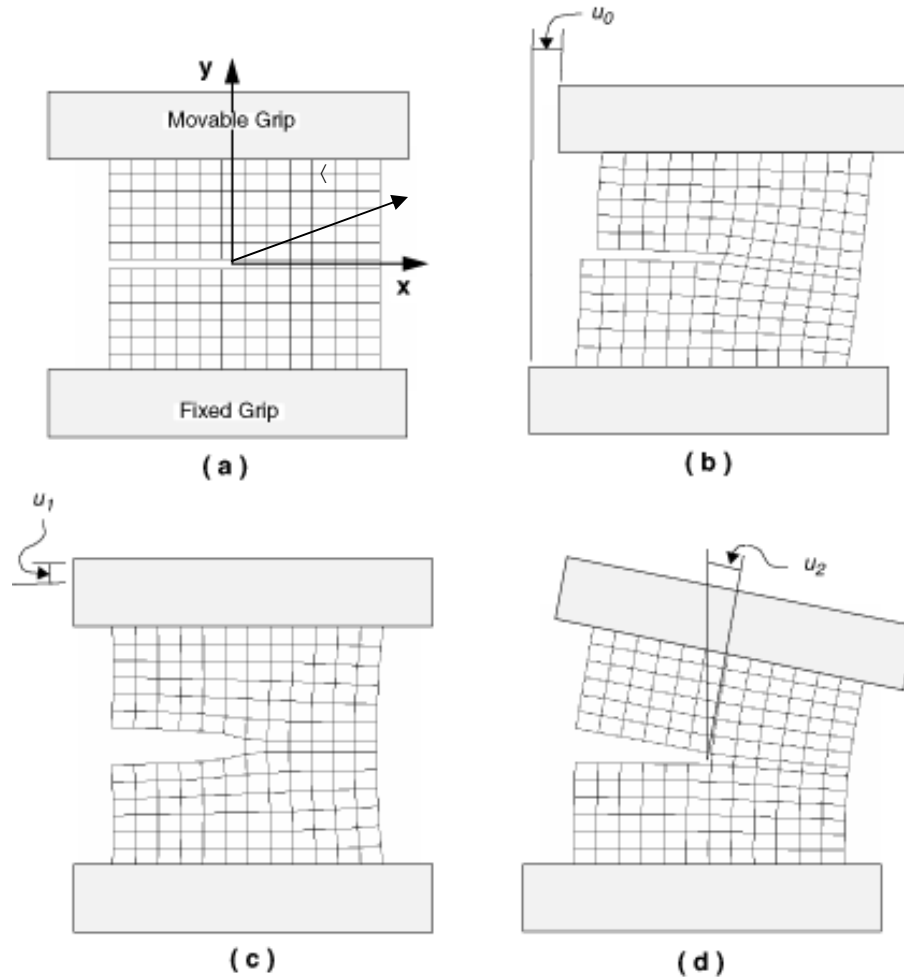 u0
y
Movable Grip
〈
x
Fixed Grip
( a )
( b )
u1
u2
( c )
( d )